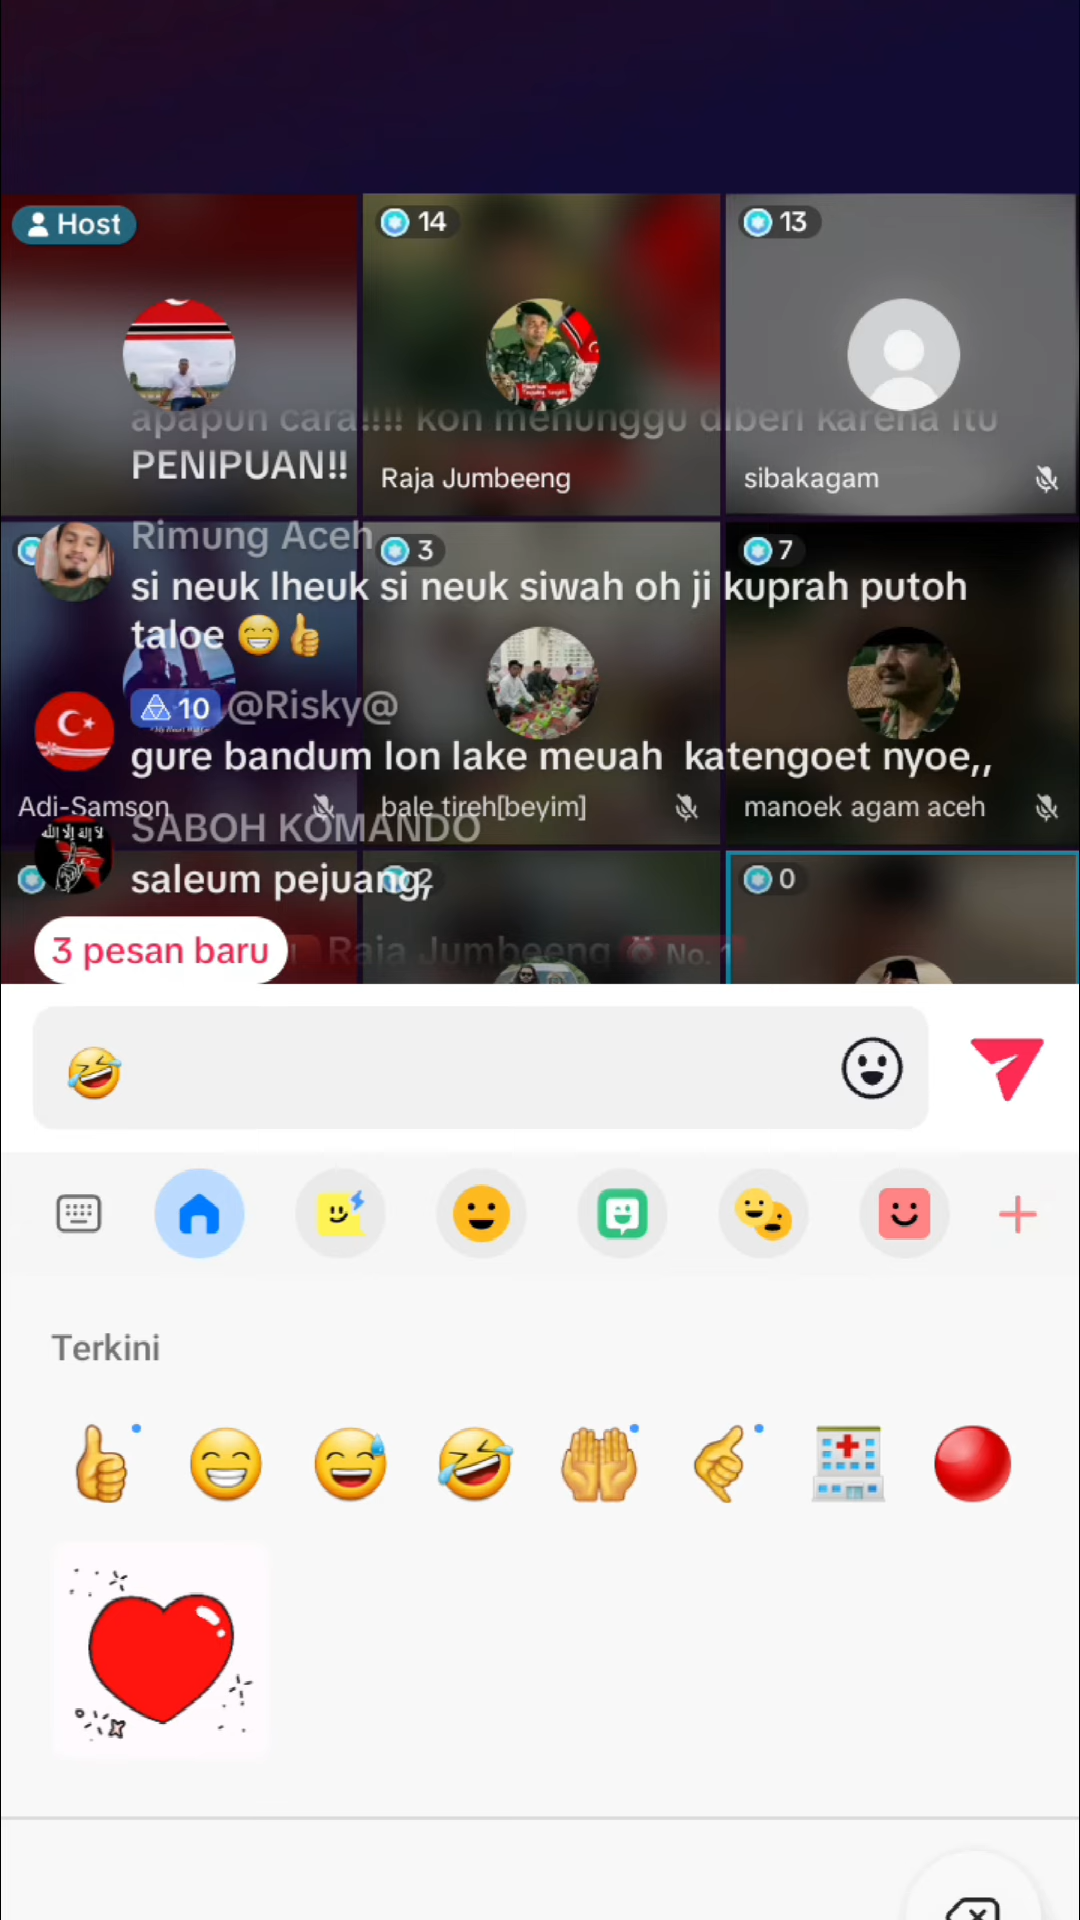 Host
14
13
apapun cara!!!! kon menunggu diberi karena itu
PENIPUAN!!
Raja Jumbeeng
sibakagam
Rimung Aceh
3
7
si neuk lheuk si neuk siwah oh ji kuprah putoh
taloe 😁👍
10 @Risky@
gure bandum lon lake meuah  katengoet nyoe,,
Adi-Samson
bale tireh[beyim]
manoek agam aceh
SABOH KOMANDO
saleum pejuang,
2
0
3 pesan baru
Raja Jumbeeng No. 1
🤣
Terkini